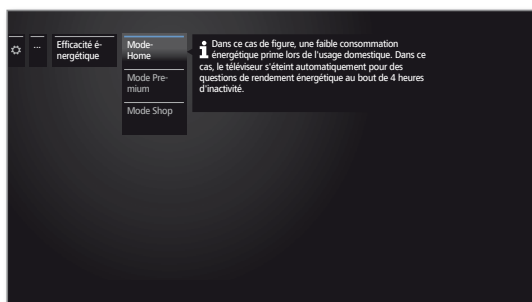 ...
Efficacité é-
nergétique
Mode-
Home
Mode Pre-
mium
Mode Shop
Dans ce cas de figure, une faible consommation
énergétique prime lors de l'usage domestique. Dans ce
cas, le téléviseur s'éteint automatiquement pour des
questions de rendement énergétique au bout de 4 heures
d'inactivité.